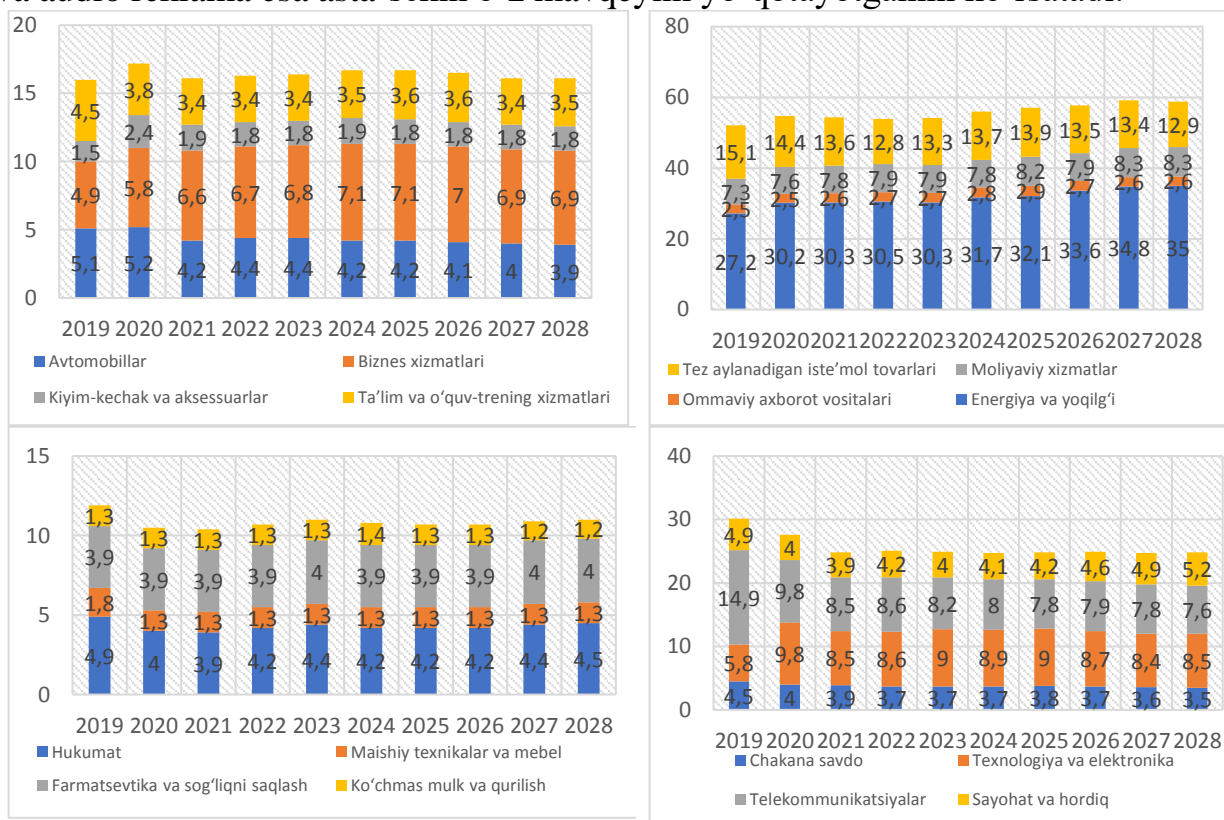 va audio reklama esa asta-sekin o‘z mavqeyini yo‘qotayotganini ko‘rsatadi.
20
15
10
5
0
4,5 3,8 3,4 3,4 3,4 3,5 3,6 3,6 3,4 3,5
1,5 2,4 1,9 1,8 1,8 1,9 1,8 1,8 1,8 1,8
4,9 5,8 6,6 6,7 6,8 7,1 7,1 7 6,9 6,9
5,1 5,2 4,2 4,4 4,4 4,2 4,2 4,1 4 3,9
2019 2020 2021 2022 2023 2024 2025 2026 2027 2028
Avtomobillar Biznes xizmatlari
Kiyim-kechak va aksessuarlar Ta’lim va o‘quv-trening xizmatlari
80
60
40
20
0
15,1 14,4 13,6 12,8 13,3 13,7 13,9 13,5 13,4 12,9
7,3 7,6 7,8 7,9 7,9 7,8 8,2 7,9 8,3 8,3
2,5 2,5 2,6 2,7 2,7 2,8 2,9 2,7 2,6 2,6
27,2 30,2 30,3 30,5 30,3 31,7 32,1 33,6 34,8 35
2019 2020 2021 2022 2023 2024 2025 2026 2027 2028
Tez aylanadigan iste’mol tovarlari Moliyaviy xizmatlar
Ommaviy axborot vositalari Energiya va yoqilg‘i
15
10
5
0
1,3 1,3 1,3 1,3 1,3 1,4 1,3 1,3 1,2 1,2
3,9 3,9 3,9 3,9 4 3,9 3,9 3,9 4 4
1,8 1,3 1,3 1,3 1,3 1,3 1,3 1,3 1,3 1,3
4,9 4 3,9 4,2 4,4 4,2 4,2 4,2 4,4 4,5
2019 2020 2021 2022 2023 2024 2025 2026 2027 2028
Hukumat Maishiy texnikalar va mebel
Farmatsevtika va sog‘liqni saqlash Ko‘chmas mulk va qurilish
40
30
20
10
0
4,9 4 3,9 4,2 4 4,1 4,2 4,6 4,9 5,2
14,9 9,8 8,5 8,6 8,2 8 7,8 7,9 7,8 7,6
5,8 9,8 8,5 8,6 9 8,9 9 8,7 8,4 8,5
4,5 4 3,9 3,7 3,7 3,7 3,8 3,7 3,6 3,5
2019 2020 2021 2022 2023 2024 2025 2026 2027 2028
Chakana savdo Texnologiya va elektronika
Telekommunikatsiyalar Sayohat va hordiq